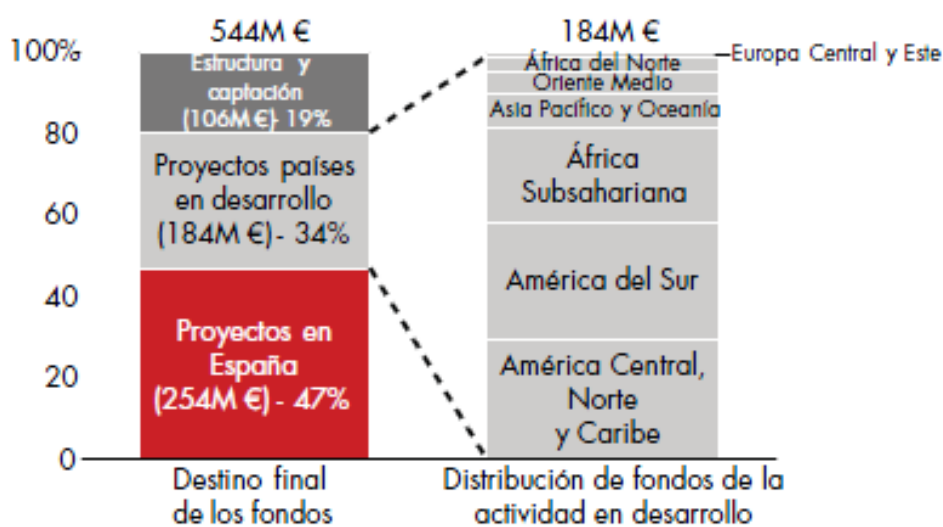 544M €
184M €
100%
80
60
40
20
0
Estructura y
captación
(106M €)- 19%
Proyectos países
en desarrollo
(184M €) - 34%
Proyectos en
España
(254M €) - 47%
Europa Central y Este
África del Norte
Oriente Medio
Asia Pacífico y Oceanía
África
Subsahariana
América del Sur
América Central,
Norte
y Caribe
Destino final
de los fondos
Distribución de fondos de la
actividad en desarrollo